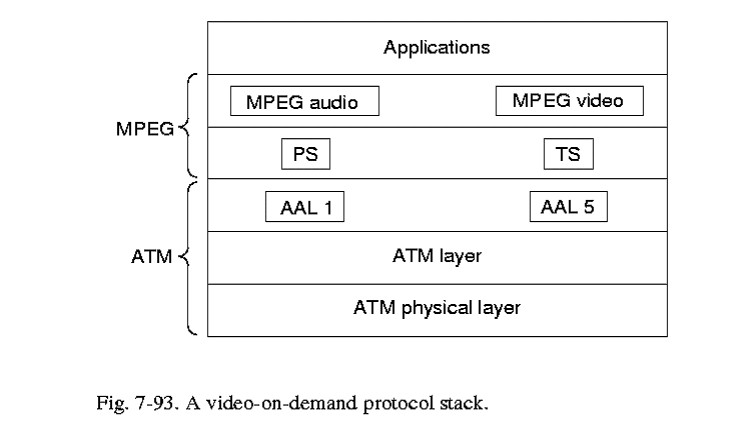 Applications
MPEG audio MPEG video
MPEG
PS TS
AAL 1 AAL 5
ATM
ATM layer
ATM physical layer
Fig. 7-93. A video-on-demand protocol stack.